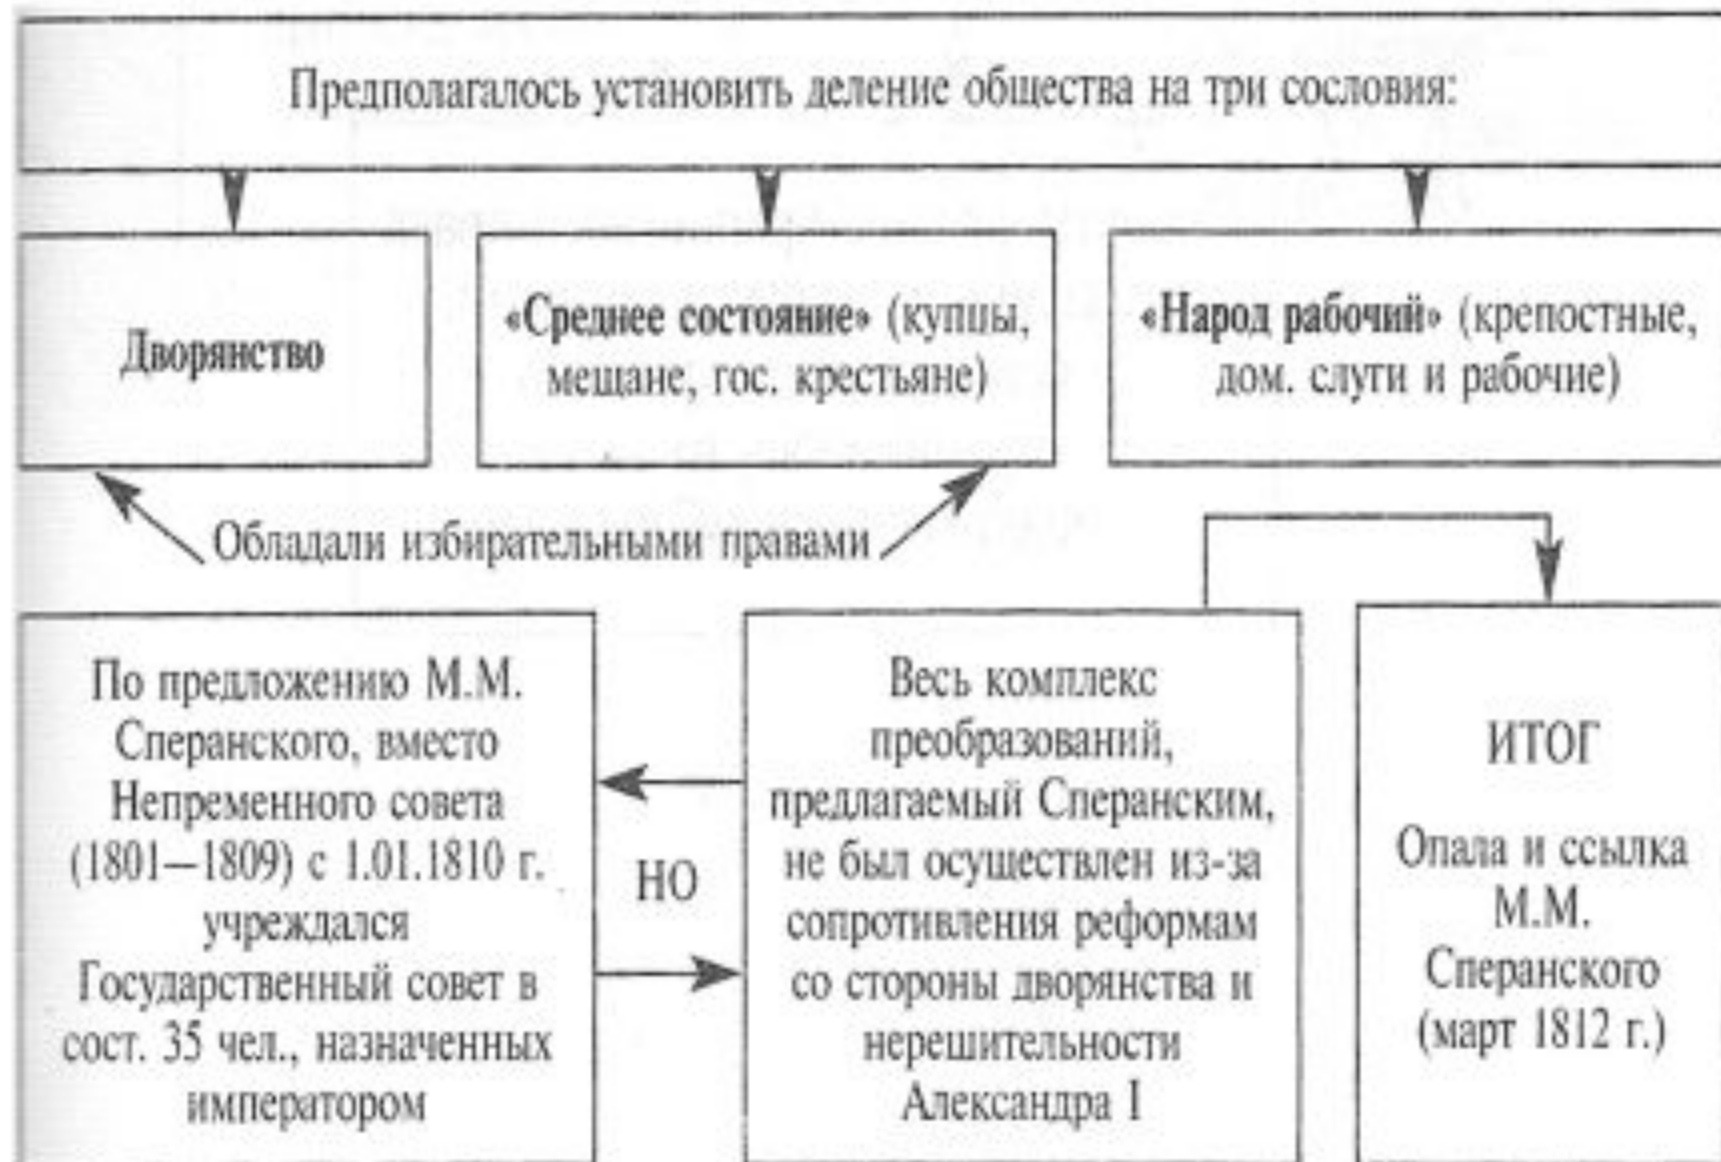 Предполагалось установить деление общества на три сословия:
Дворянство
«Среднее состояние» (купцы,
мещане, гос. крестьяне)
«Народ рабочий» (крепостные,
дом. слуги и рабочие)
Обладали избирательными правами
По предложению М.М.
Сперанского, вместо
Непременного совета
(1801—1809) с 1.01.1810 г.
учреждался
Государственный совет в
сост. 35 чел., назначенных
императором
НО
Весь комплекс
преобразований,
предлагаемый Сперанским,
не был осуществлен из-за
сопротивления реформам
со стороны дворянства и
нерешительности
Александра I
ИТОГ
Опала и ссылка
М.М.
Сперанского
(март 1812 г.)